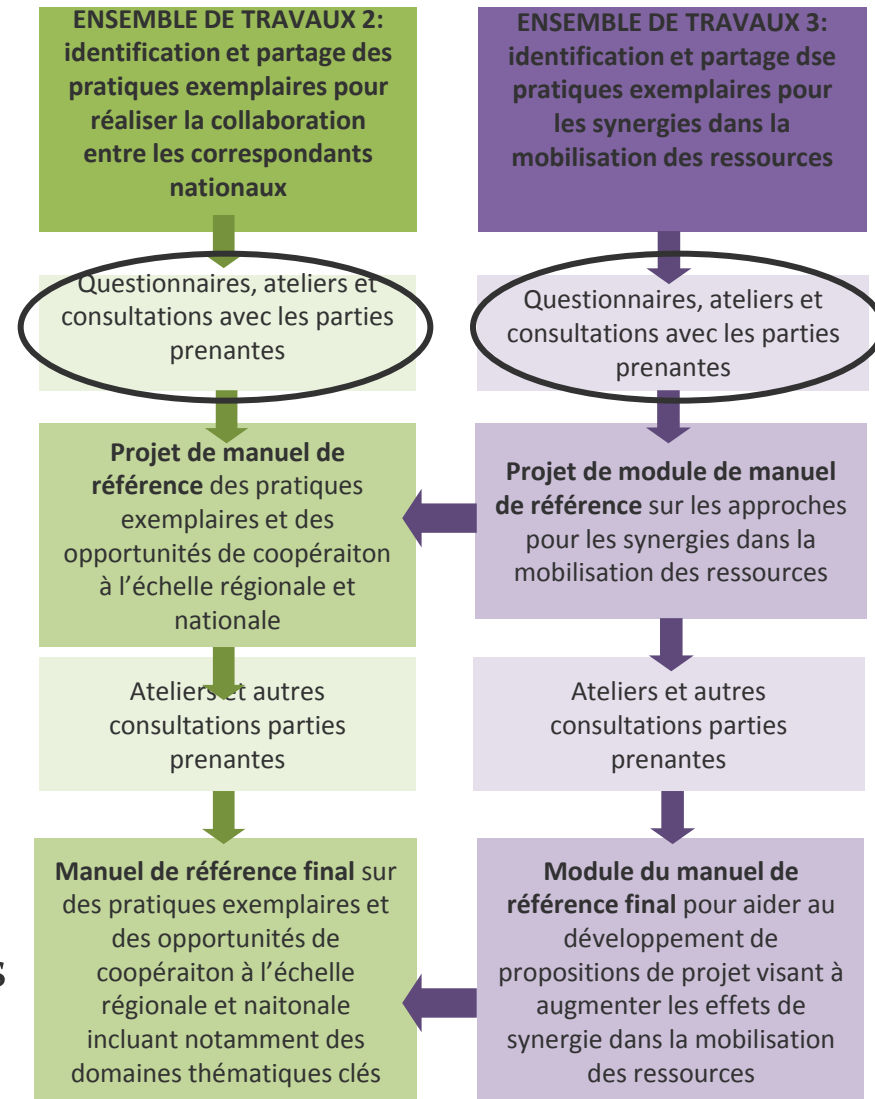 ENSEMBLE DE TRAVAUX 2:
identification et partage des
pratiques exemplaires pour
réaliser la collaboration
entre les correspondants
nationaux
Questionnaires, ateliers et
consultations avec les parties
prenantes
Projet de manuel de
référence des pratiques
exemplaires et des
opportunités de coopéraiton
à l’échelle régionale et
nationale
Ateliers et autres
consultations parties
prenantes
Manuel de référence final sur
des pratiques exemplaires et
des opportunités de
coopéraiton à l’échelle
régionale et naitonale
incluant notamment des
domaines thématiques clés
ENSEMBLE DE TRAVAUX 3:
identification et partage dse
pratiques exemplaires pour
les synergies dans la
mobilisation des ressources
Questionnaires, ateliers et
consultations avec les parties
prenantes
Projet de module de manuel
de référence sur les approches
pour les synergies dans la
mobilisation des ressources
Ateliers et autres
consultations parties
prenantes
Module du manuel de
référence final pour aider au
développement de
propositions de projet visant à
augmenter les effets de
synergie dans la mobilisation
des ressources